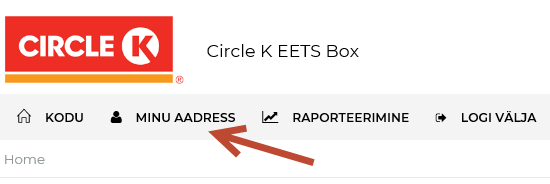 CIRCLE K
®
Circle K EETS Box
KODU MINU AADRESS RAPORTEERIMINE LOGI VÄLJA
Home